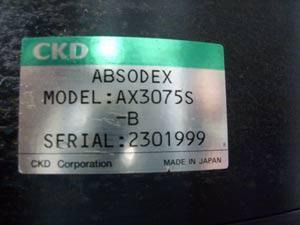 CKD
ABSODEX
MODEL:AX3075S
-B
SERIAL:2301999
CKD Corporation MADE IN JAPAN